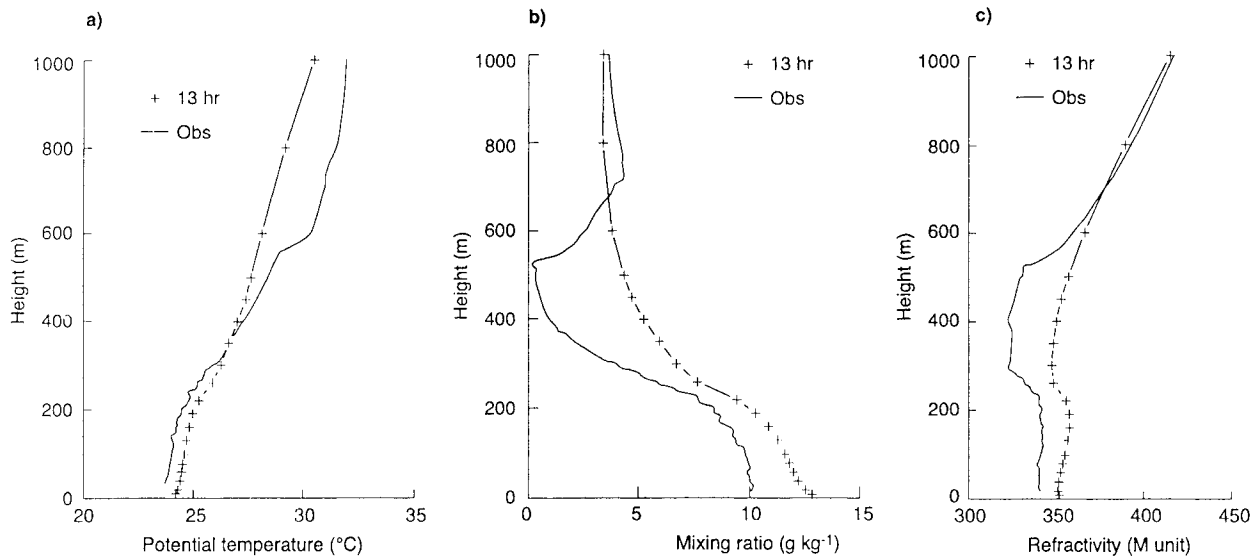 a)
1000
800
600
400
200
0
Height (m)
+ 13 hr
Obs
20 25 30 35
Potential temperature (°C)
b)
1000
800
600
400
200
0
Height (m)
+ 13 hr
Obs
0 5 10 15
Mixing ratio (g kg-1)
c)
1000
800
600
400
200
0
Height (m)
+ 13 hr
Obs
300 350 400 450
Refractivity (M unit)